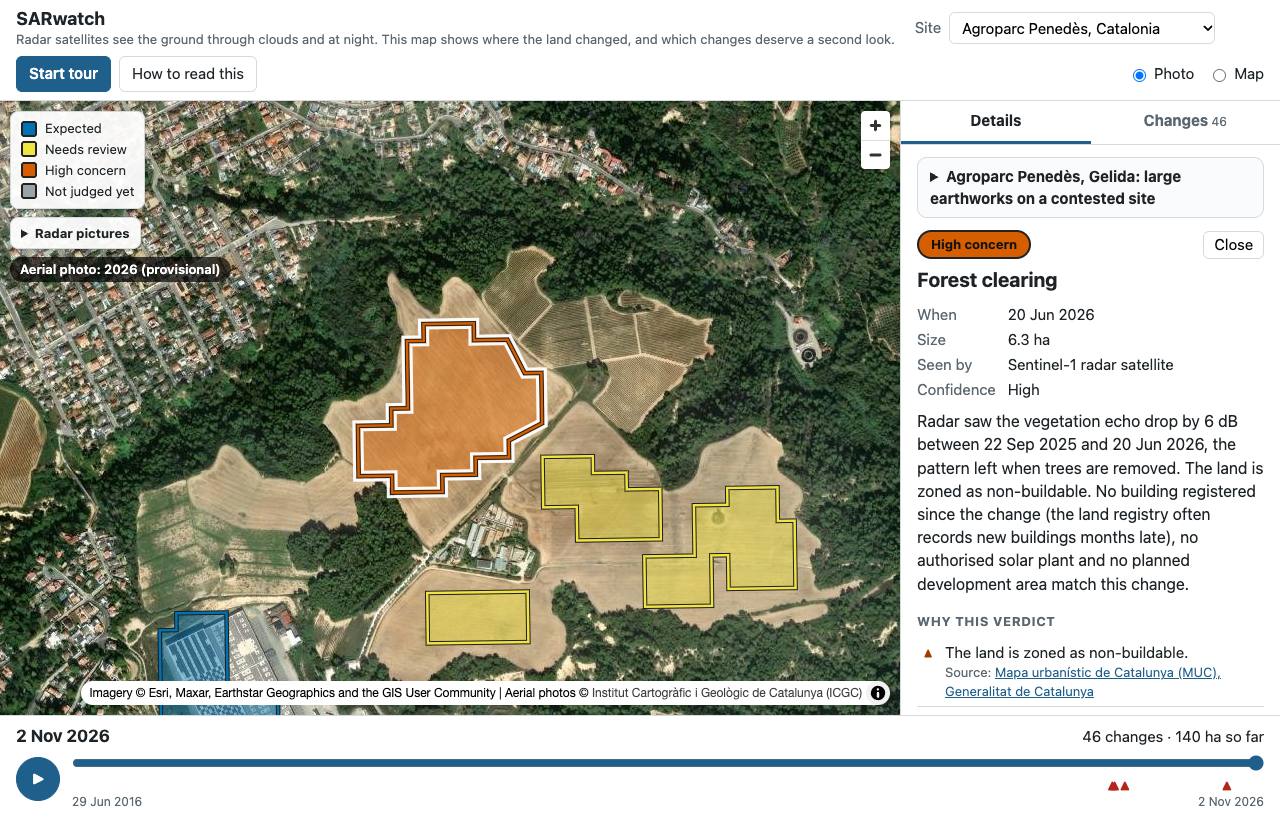 SARwatch
Radar satellites see the ground through clouds and at night. This map shows where the land changed, and which changes deserve a second look.
Site
Agroparc Penedès, Catalonia
Start tour
How to read this
Photo
Map
Expected
Needs review
High concern
Not judged yet
Radar pictures
Aerial photo: 2026 (provisional)
+
−
Imagery © Esri, Maxar, Earthstar Geographics and the GIS User Community | Aerial photos © Institut Cartogràfic i Geològic de Catalunya (ICGC)
Details
Changes 46
Agroparc Penedès, Gelida: large
earthworks on a contested site
High concern
Close
Forest clearing
When 20 Jun 2026
Size 6.3 ha
Seen by Sentinel-1 radar satellite
Confidence High
Radar saw the vegetation echo drop by 6 dB
between 22 Sep 2025 and 20 Jun 2026, the
pattern left when trees are removed. The land is
zoned as non-buildable. No building registered
since the change (the land registry often
records new buildings months late), no
authorised solar plant and no planned
development area match this change.
WHY THIS VERDICT
The land is zoned as non-buildable.
Source: Mapa urbanístic de Catalunya (MUC),
Generalitat de Catalunya
2 Nov 2026
46 changes · 140 ha so far
29 Jun 2016
2 Nov 2026